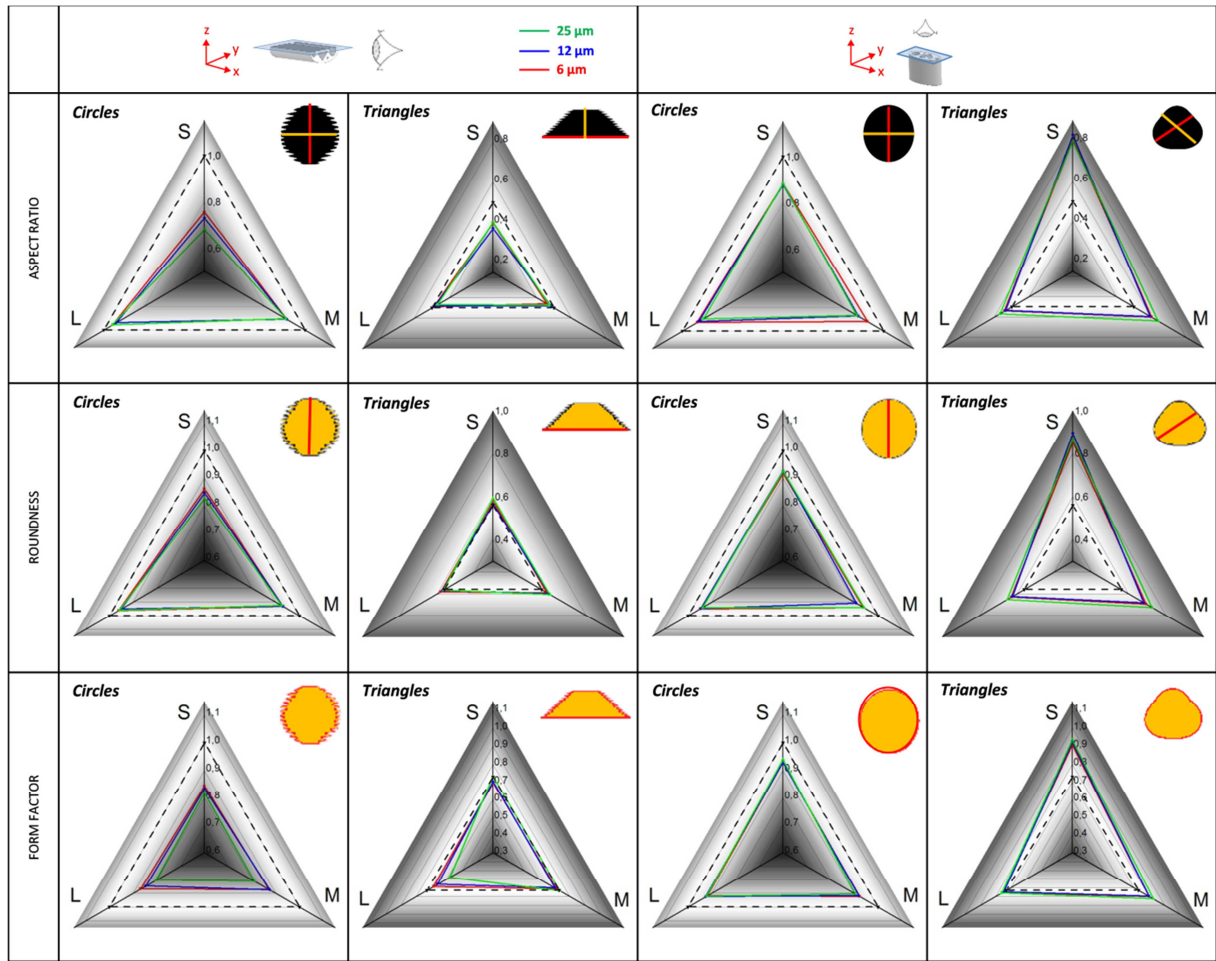 z
y
x
25 µm
12 µm
6 µm
z
y
x
ASPECT RATIO
Circles
S
1,0
0,8
0,6
L
M
Triangles
S
0,8
0,6
0,4
0,2
L
M
Circles
S
1,0
0,8
0,6
L
M
Triangles
S
0,8
0,6
0,4
0,2
L
M
ROUNDNESS
Circles
S
1,1
1,0
0,9
0,8
0,7
0,6
L
M
Triangles
S
1,0
0,8
0,6
0,4
L
M
Circles
S
1,1
1,0
0,9
0,8
0,7
0,6
L
M
Triangles
S
1,0
0,8
0,6
0,4
L
M
FORM FACTOR
Circles
S
1,1
1,0
0,9
0,8
0,7
0,6
L
M
Triangles
S
1,1
1,0
0,9
0,8
0,7
0,6
0,5
0,4
0,3
L
M
Circles
S
1,1
1,0
0,9
0,8
0,7
0,6
L
M
Triangles
S
1,1
1,0
0,9
0,8
0,7
0,6
0,5
0,4
0,3
L
M